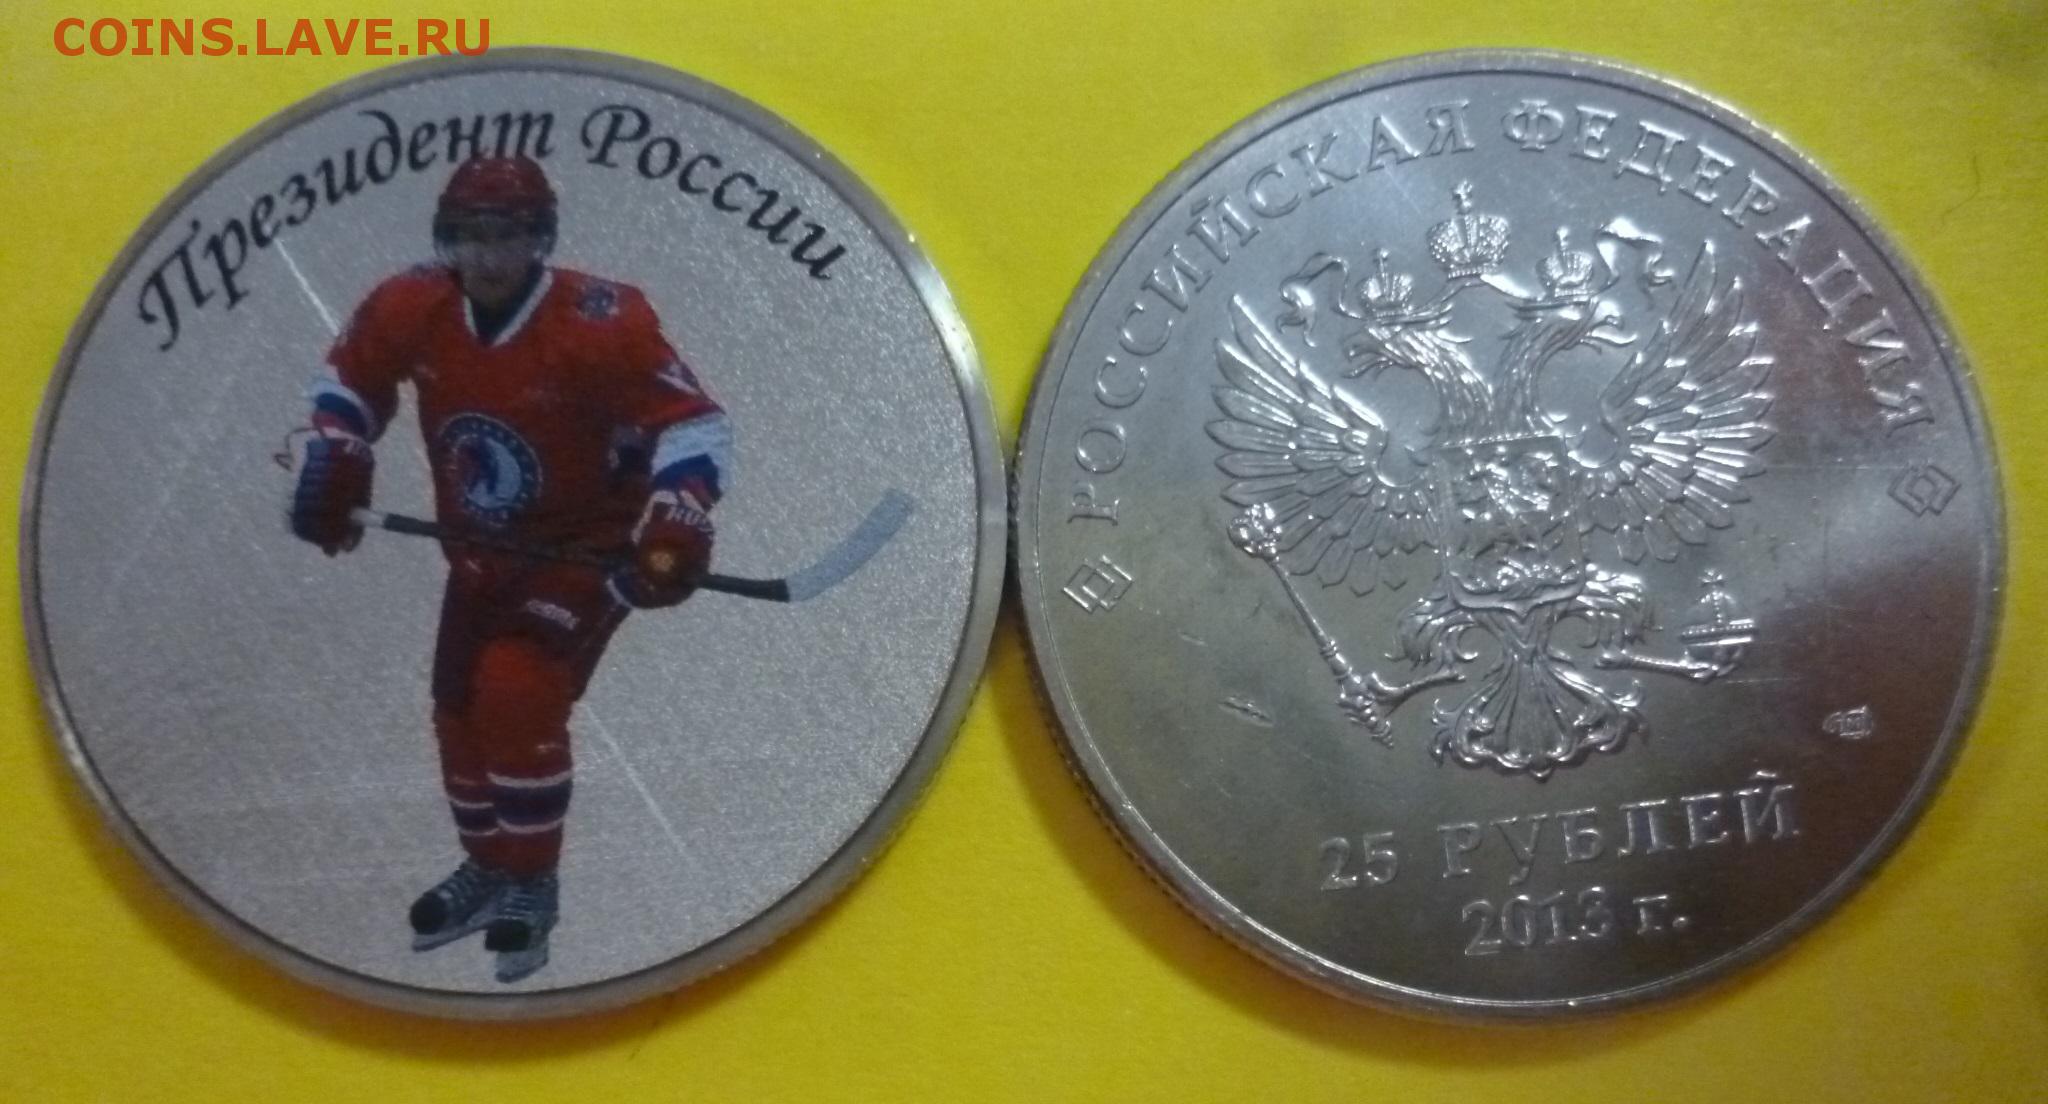 COINS.LAVE.RU
Президент России
РОССИЙСКАЯ ФЕДЕРАЦИЯ
25 РУБЛЕЙ
2013 г.